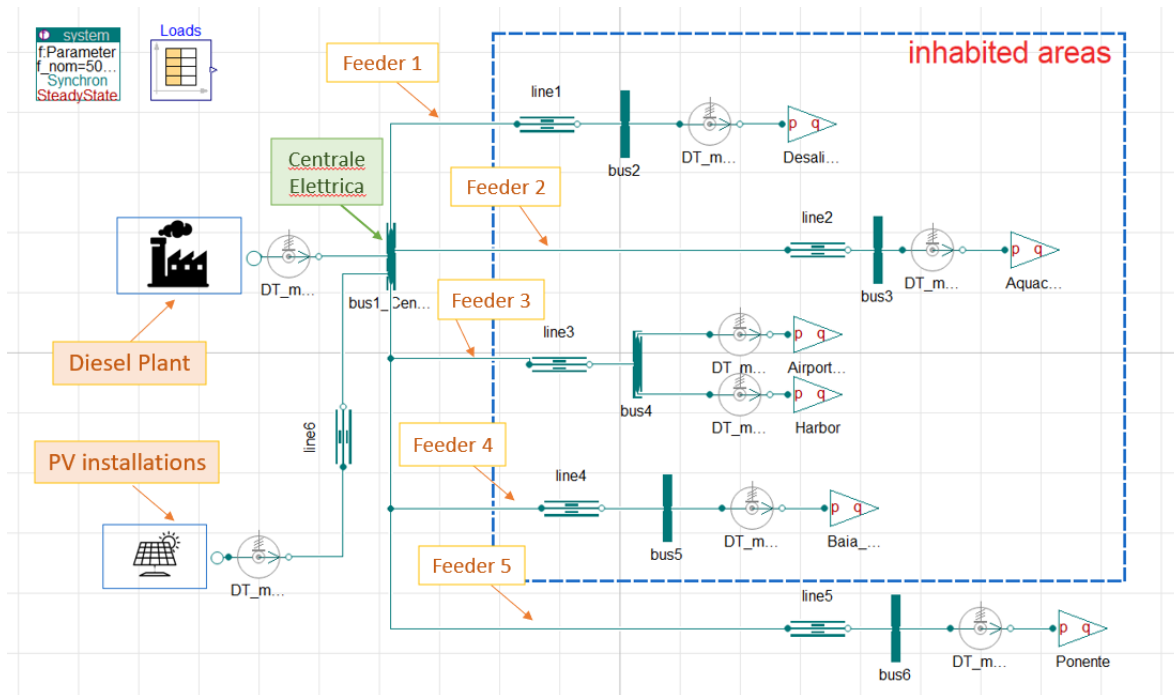 system
f:Parameter
f_nom=50...
Synchron
SteadyState
Loads
inhabited areas
Feeder 1
line1
bus2
DT_m...
p q
Desali...
Centrale
Elettrica
Feeder 2
line2
bus3
DT_m...
p q
Aquac...
DT_m...
bus1_Cen...
Diesel Plant
Feeder 3
line3
bus4
DT_m...
p q
Airport...
DT_m...
p q
Harbor
line6
PV installations
DT_m...
Feeder 4
line4
bus5
DT_m...
p q
Baia_...
Feeder 5
line5
bus6
DT_m...
p q
Ponente